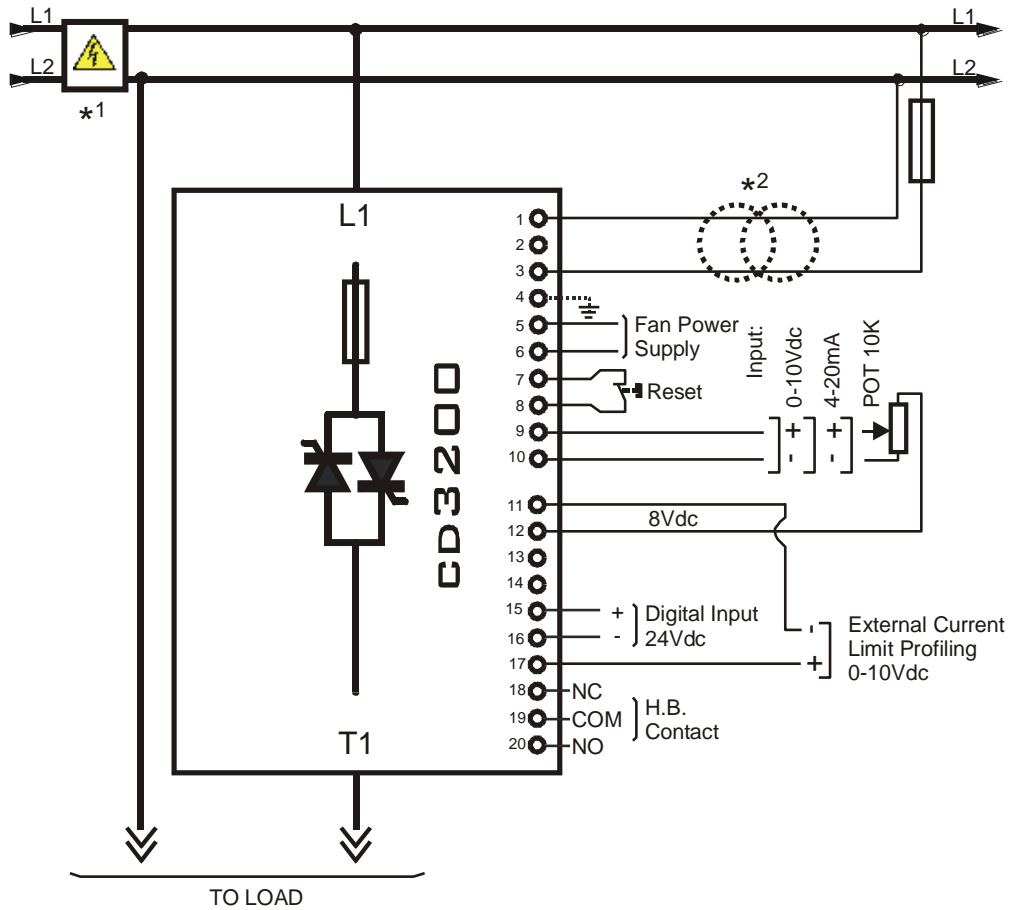 L1
L1
L2
L2
*1
*2
L1
CD3200
T1
1
2
3
4
5
6
7
8
9
10
11
12
13
14
15
16
17
18
19
20
Fan Power
Supply
Reset
Input:
0-10Vdc
4-20mA
POT 10K
+
-
+
-
8Vdc
+
-
Digital Input
24Vdc
-
+
External Current
Limit Profiling
0-10Vdc
NC
COM
NO
H.B.
Contact
TO LOAD